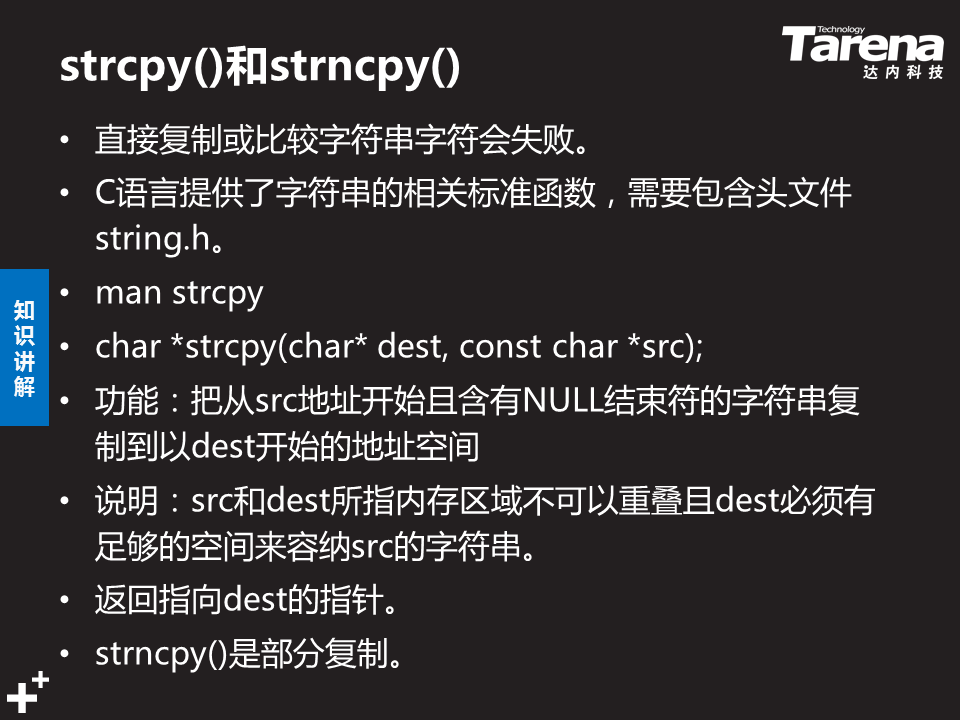 strcpy()和strncpy()
Technology
Tarena
达内科技
• 直接复制或比较字符串字符会失败。
• C语言提供了字符串的相关标准函数，需要包含头文件
string.h。
• man strcpy
• char *strcpy(char* dest, const char *src);
• 功能：把从src地址开始且含有NULL结束符的字符串复
制到以dest开始的地址空间
• 说明：src和dest所指内存区域不可以重叠且dest必须有
足够的空间来容纳src的字符串。
• 返回指向dest的指针。
• strncpy()是部分复制。
知
识
讲
解